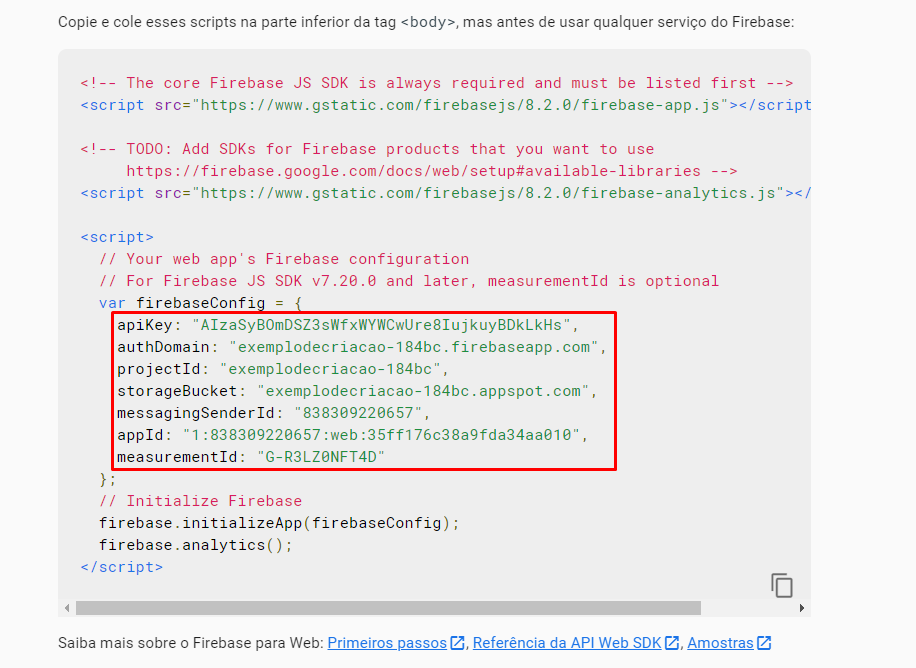 Copie e cole esses scripts na parte inferior da tag <body>, mas antes de usar qualquer serviço do Firebase:
<!-- The core Firebase JS SDK is always required and must be listed first -->
<script src="https://www.gstatic.com/firebasejs/8.2.0/firebase-app.js"></script
<!-- TODO: Add SDKs for Firebase products that you want to use
https://firebase.google.com/docs/web/setup#available-libraries -->
<script src="https://www.gstatic.com/firebasejs/8.2.0/firebase-analytics.js"></
<script>
// Your web app's Firebase configuration
// For Firebase JS SDK v7.20.0 and later, measurementId is optional
var firebaseConfig = {
apiKey: "AIzaSyBOmDSZ3sWfxWYWCwUre8IujkuyBDkLkHs",
authDomain: "exemplodecriacao-184bc.firebaseapp.com",
projectId: "exemplodecriacao-184bc",
storageBucket: "exemplodecriacao-184bc.appspot.com",
messagingSenderId: "838309220657",
appId: "1:838309220657:web:35ff176c38a9fda34aa010",
measurementId: "G-R3LZ0NFT4D"
};
// Initialize Firebase
firebase.initializeApp(firebaseConfig);
firebase.analytics();
</script>
Saiba mais sobre o Firebase para Web: Primeiros passos, Referência da API Web SDK, Amostras